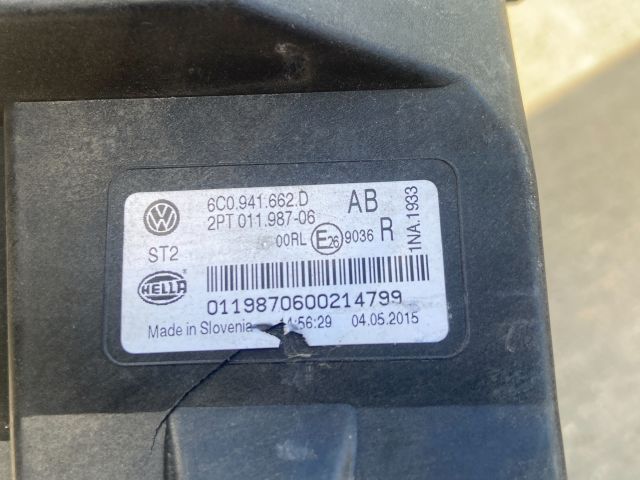 6C0.941.662.D AB
2PT 011.987-06
ST2 00RL E26 9036 R
1NA.1933
HELLA
0119870600214799
Made in Slovenia :56:29 04.05.2015